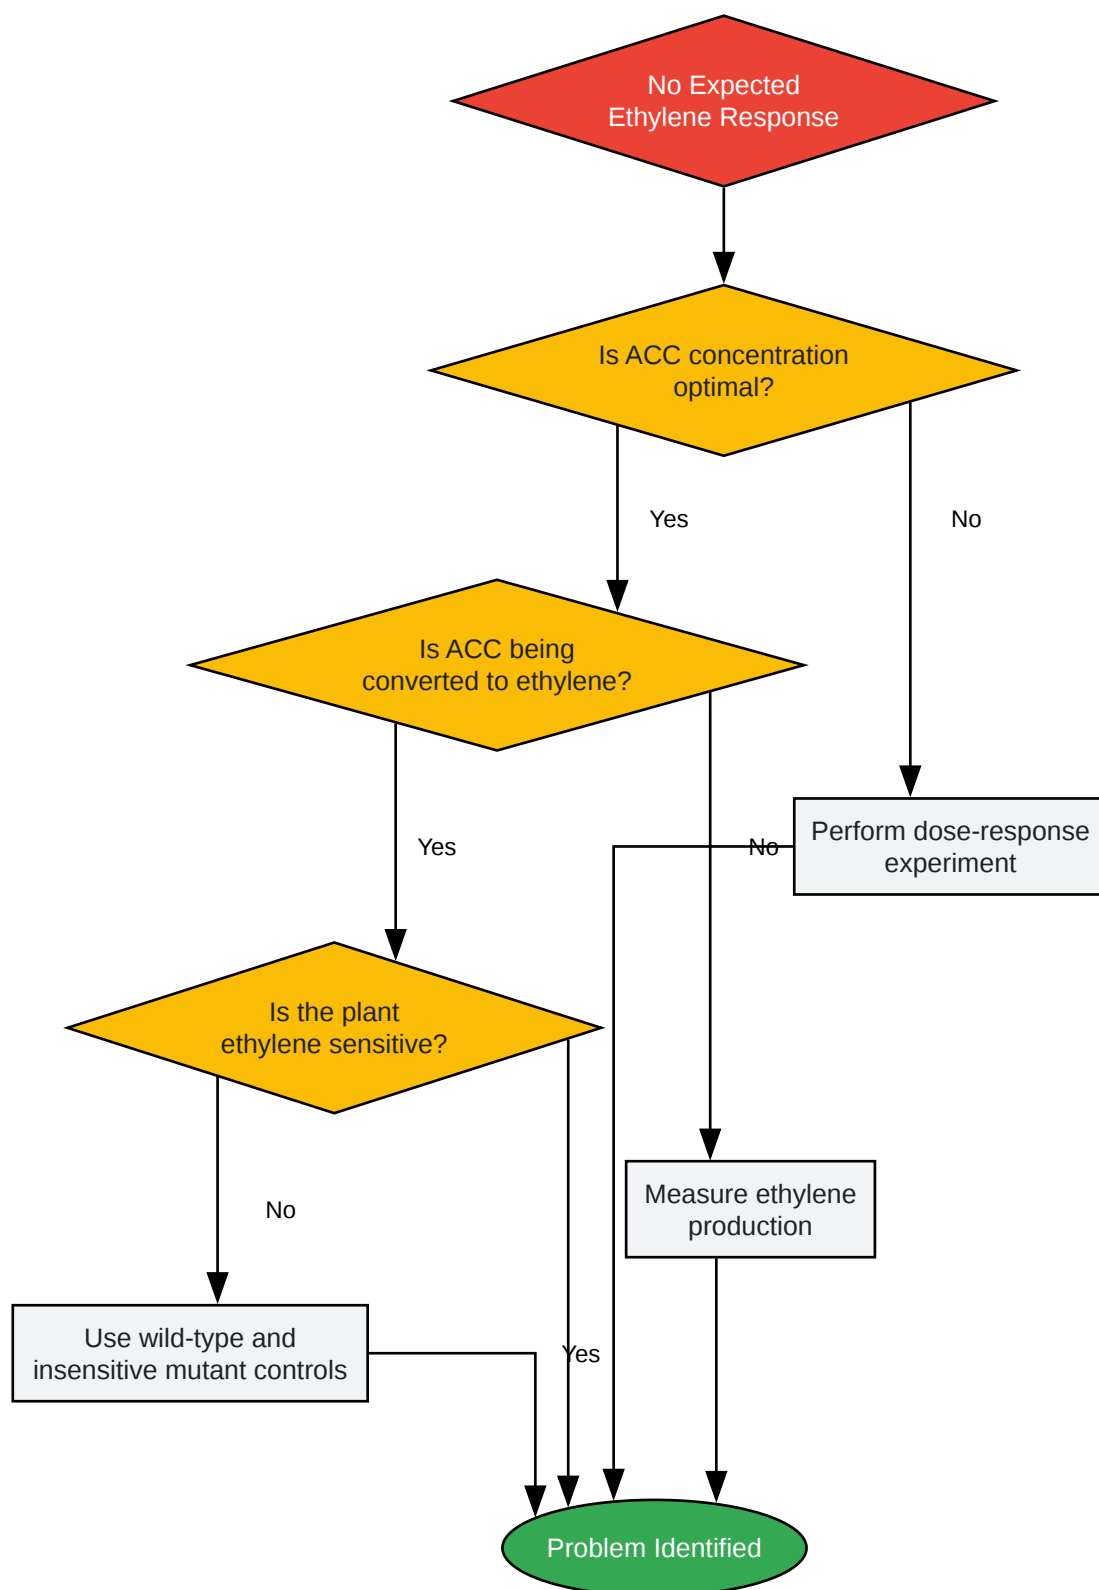 No Expected
Ethylene Response
Is ACC concentration
optimal?
Yes
No
Is ACC being
converted to ethylene?
Perform dose-response
experiment
Yes
No
Is the plant
ethylene sensitive?
Measure ethylene
production
No
Use wild-type and
insensitive mutant controls
Yes
Problem Identified